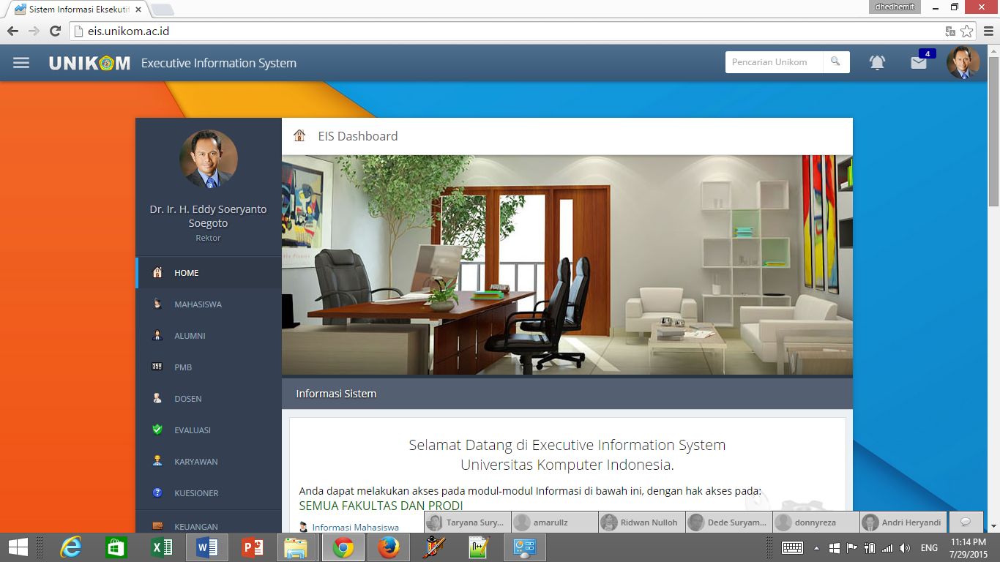 Sistem Informasi Eksekutif
dhedhemit
eis.unikom.ac.id
UNIKOM Executive Information System
Pencarian Unikom
4
Dr. Ir. H. Eddy Soeryanto
Soegoto
Rektor
HOME
MAHASISWA
ALUMNI
PMB
DOSEN
EVALUASI
KARYAWAN
KUESIONER
KEUANGAN
EIS Dashboard
Informasi Sistem
Selamat Datang di Executive Information System
Universitas Komputer Indonesia.
Anda dapat melakukan akses pada modul-modul Informasi di bawah ini, dengan hak akses pada:
SEMUA FAKULTAS DAN PRODI
Informasi Mahasiswa
Taryana Sury...
amarullz
Ridwan Nulloh
Dede Suryam...
donnyreza
Andri Heryandi
ENG
11:14 PM
7/29/2015